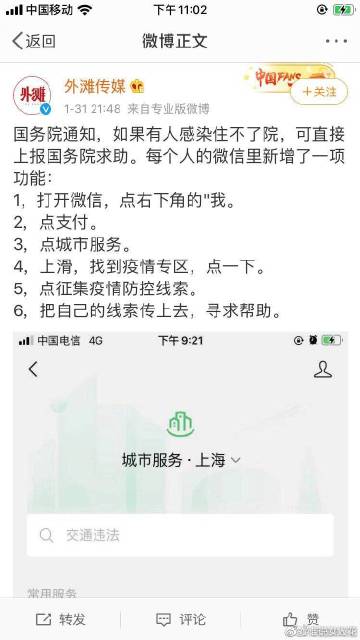 中国移动 下午11:02
返回 微博正文
外滩 外滩传媒 中国FANS +关注
1-31 21:48 来自专业版微博
国务院通知，如果有人感染住不了院，可直接
上报国务院求助。每个人的微信里新增了一项
功能：
1，打开微信，点右下角的"我。
2，点支付。
3，点城市服务。
4，上滑，找到疫情专区，点一下。
5，点征集疫情防控线索。
6，把自己的线索传上去，寻求帮助。
中国电信 4G 下午9:21
城市服务·上海
交通违法
常用服务
转发 评论 赞